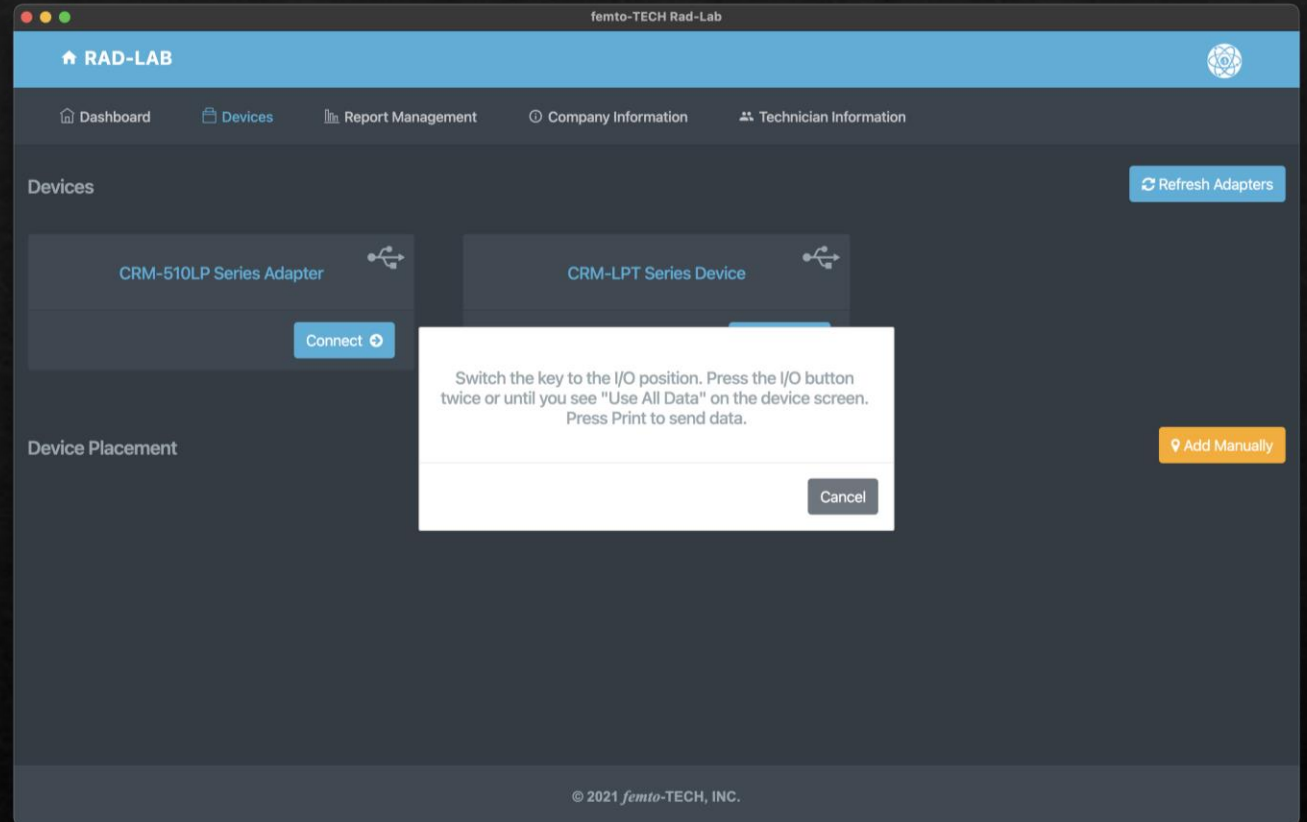 femto-TECH Rad-Lab
RAD-LAB
Dashboard
Devices
Report Management
Company Information
Technician Information
Devices
Refresh Adapters
CRM-510LP Series Adapter
CRM-LPT Series Device
Connect
Switch the key to the I/O position. Press the I/O button
twice or until you see "Use All Data" on the device screen.
Press Print to send data.
Cancel
Device Placement
Add Manually
© 2021 femto-TECH, INC.